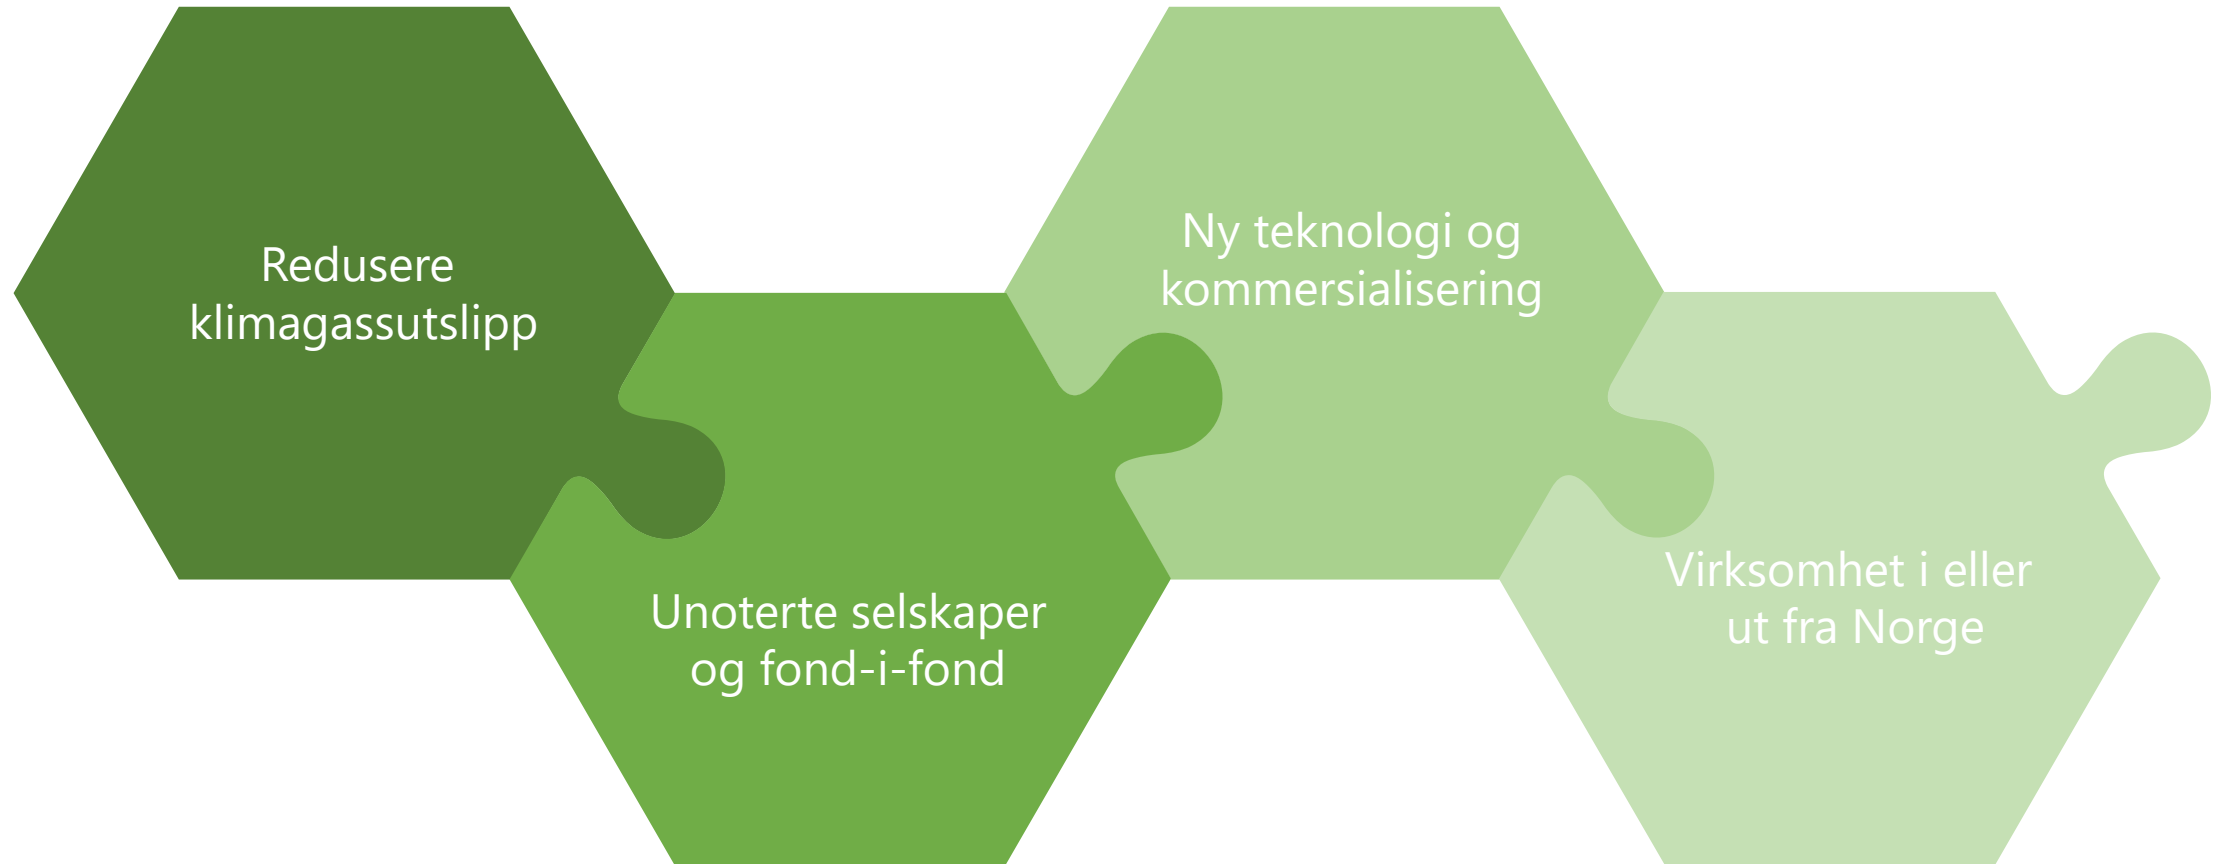 Redusere
klimagassutslipp
Unoterte selskaper
og fond-i-fond
Ny teknologi og
kommersialisering
Virksomhet i eller
ut fra Norge